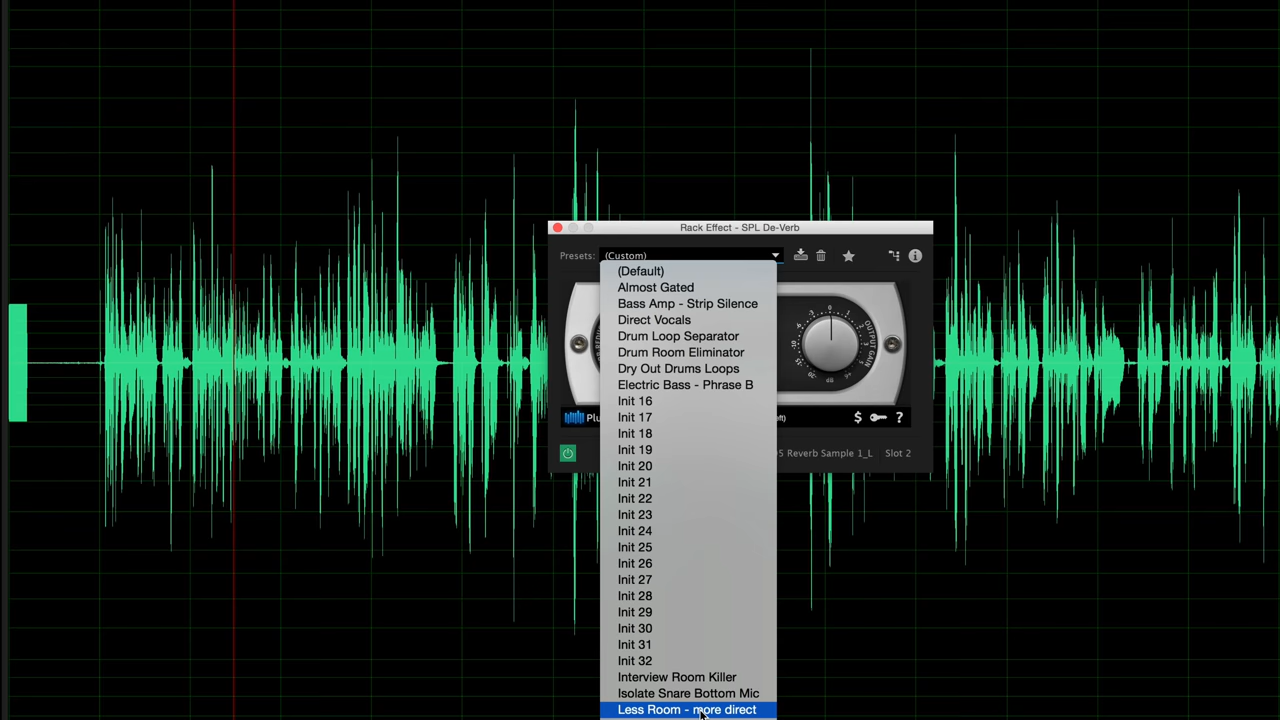 Rack Effect - SPL De-Verb
Presets: (Custom)
(Default)
Almost Gated
Bass Amp - Strip Silence
Direct Vocals
Drum Loop Separator
Drum Room Eliminator
Dry Out Drums Loops
Electric Bass - Phrase B
Init 16
Init 17
Init 18
Init 19
Init 20
Init 21
Init 22
Init 23
Init 24
Init 25
Init 26
Init 27
Init 28
Init 29
Init 30
Init 31
Init 32
Interview Room Killer
Isolate Snare Bottom Mic
Less Room - more direct
OUTPUT GAIN
dB
Plu
$ ?
Reverb Sample 1_L Slot 2